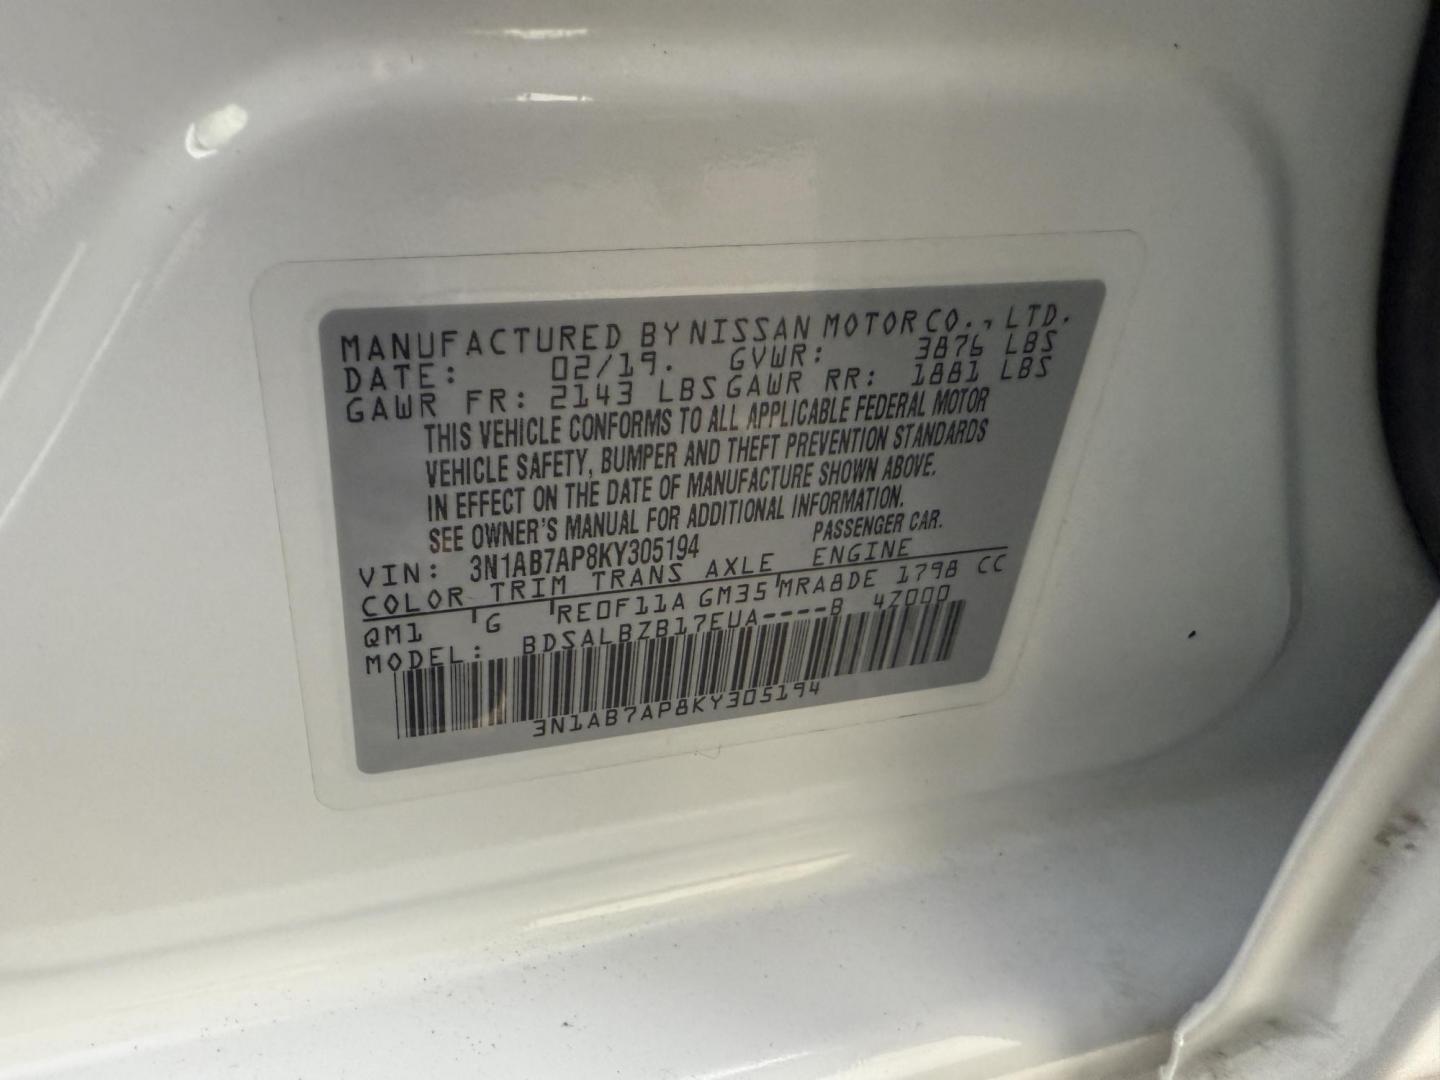 MANUFACTURED BY NISSAN MOTOR CO., LTD.
DATE: 02/19. GVWR: 3876 LBS
GAWR FR: 2143 LBS GAWR RR: 1881 LBS
THIS VEHICLE CONFORMS TO ALL APPLICABLE FEDERAL MOTOR
VEHICLE SAFETY, BUMPER AND THEFT PREVENTION STANDARDS
IN EFFECT ON THE DATE OF MANUFACTURE SHOWN ABOVE.
SEE OWNER'S MANUAL FOR ADDITIONAL INFORMATION.
VIN: 3N1AB7AP8KY305194 PASSENGER CAR.
COLOR TRIM TRANS AXLE ENGINE
QM1 G RE0F11A GM35 MRA8DE 1798 CC
MODEL: BDSALBZB17EUA----B 4Z000
3N1AB7AP8KY305194